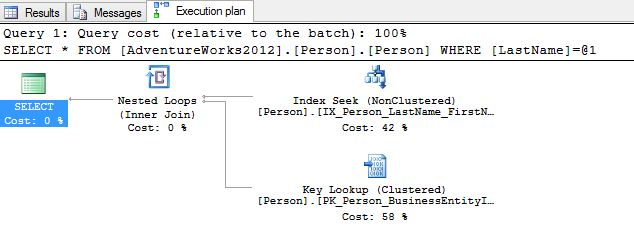 Results Messages Execution plan
Query 1: Query cost (relative to the batch): 100%
SELECT * FROM [AdventureWorks2012].[Person].[Person] WHERE [LastName]=@1
SELECT
Cost: 0 %
Nested Loops
(Inner Join)
Cost: 0 %
Index Seek (NonClustered)
[Person].[IX_Person_LastName_FirstN…
Cost: 42 %
Key Lookup (Clustered)
[Person].[PK_Person_BusinessEntityI…
Cost: 58 %